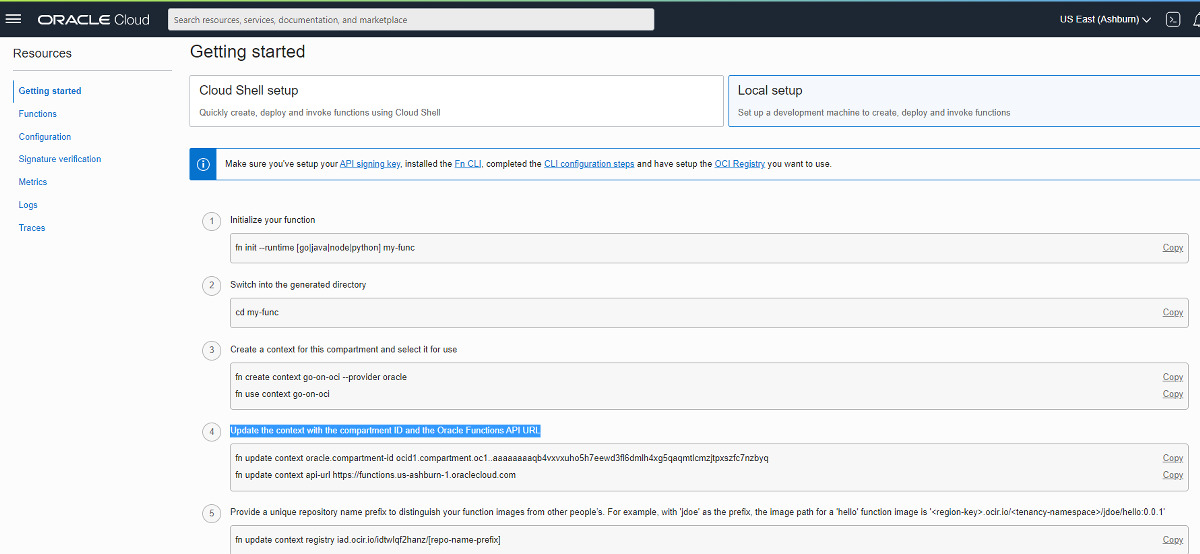 ORACLE Cloud
Search resources, services, documentation, and marketplace
US East (Ashburn)
Resources
Getting started
Functions
Configuration
Signature verification
Metrics
Logs
Traces
Getting started
Cloud Shell setup
Quickly create, deploy and invoke functions using Cloud Shell
Local setup
Set up a development machine to create, deploy and invoke functions
Make sure you've setup your API signing key, installed the Fn CLI, completed the CLI configuration steps and have setup the OCI Registry you want to use.
1 Initialize your function
fn init --runtime [go|java|node|python] my-func Copy
2 Switch into the generated directory
cd my-func Copy
3 Create a context for this compartment and select it for use
fn create context go-on-oci --provider oracle Copy
fn use context go-on-oci Copy
4 Update the context with the compartment ID and the Oracle Functions API URL
fn update context oracle.compartment-id ocid1.compartment.oc1..aaaaaaaaqb4vxvxuho5h7eewd3fl6dmlh4xg5qaqmtlcmzjtpxszfc7nzbyq Copy
fn update context api-url https://functions.us-ashburn-1.oraclecloud.com Copy
5 Provide a unique repository name prefix to distinguish your function images from other people's. For example, with 'jdoe' as the prefix, the image path for a 'hello' function image is '<region-key>.ocir.io/<tenancy-namespace>/jdoe/hello:0.0.1'
fn update context registry iad.ocir.io/idtwlqf2hanz/[repo-name-prefix] Copy